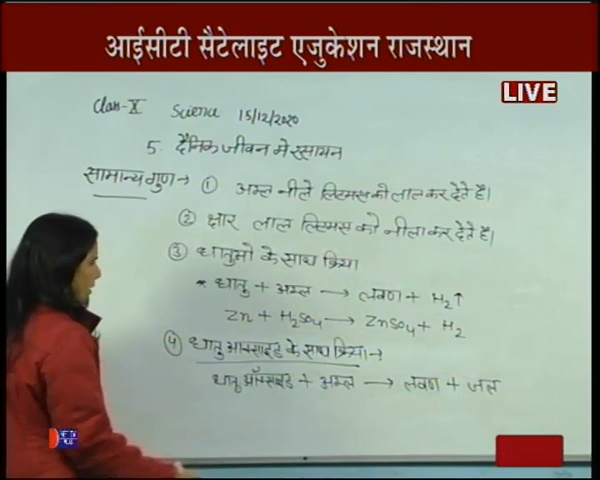 आईसीटी सैटेलाइट एजुकेशन राजस्थान
LIVE
Class-X Science 15/12/2020
5. दैनिक जीवन मे रसायन
सामान्य गुण → ① अम्ल नीले लिटमस को लाल कर देते है।
② क्षार लाल लिटमस को नीला कर देते है।
③ धातुओ के साथ क्रिया
* धातु + अम्ल → लवण + H₂↑
Zn + H₂SO₄ → ZnSO₄ + H₂
④ धातु आक्साइड के साथ क्रिया →
धातु ऑक्साइड + अम्ल → लवण + जल